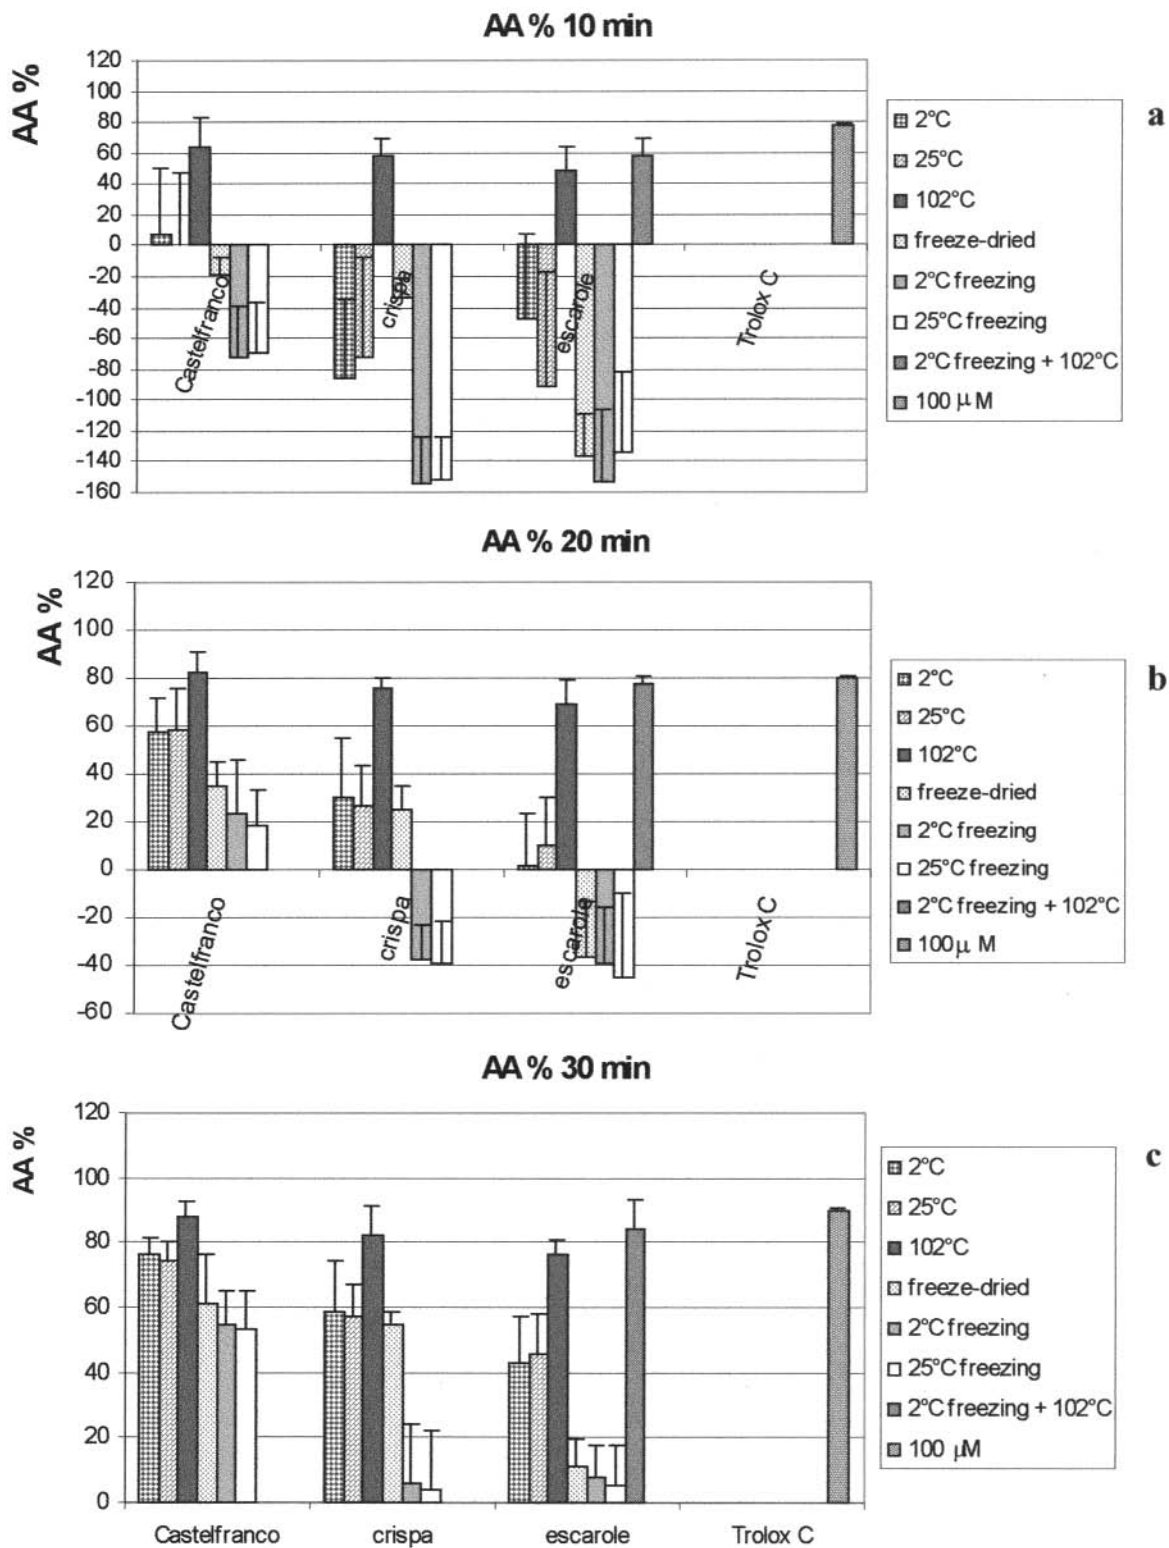 AA % 10 min
AA %
120
100
80
60
40
20
0
-20
-40
-60
-80
-100
-120
-140
-160
Castelfranco
crispa
escarole
Trolox C
2°C
25°C
102°C
freeze-dried
2°C freezing
25°C freezing
2°C freezing + 102°C
100 μ M
a
AA % 20 min
AA %
120
100
80
60
40
20
0
-20
-40
-60
Castelfranco
crispa
escarole
Trolox C
2°C
25°C
102°C
freeze-dried
2°C freezing
25°C freezing
2°C freezing + 102°C
100 μ M
b
AA % 30 min
AA %
120
100
80
60
40
20
0
Castelfranco
crispa
escarole
Trolox C
2°C
25°C
102°C
freeze-dried
2°C freezing
25°C freezing
2°C freezing + 102°C
100 μM
c